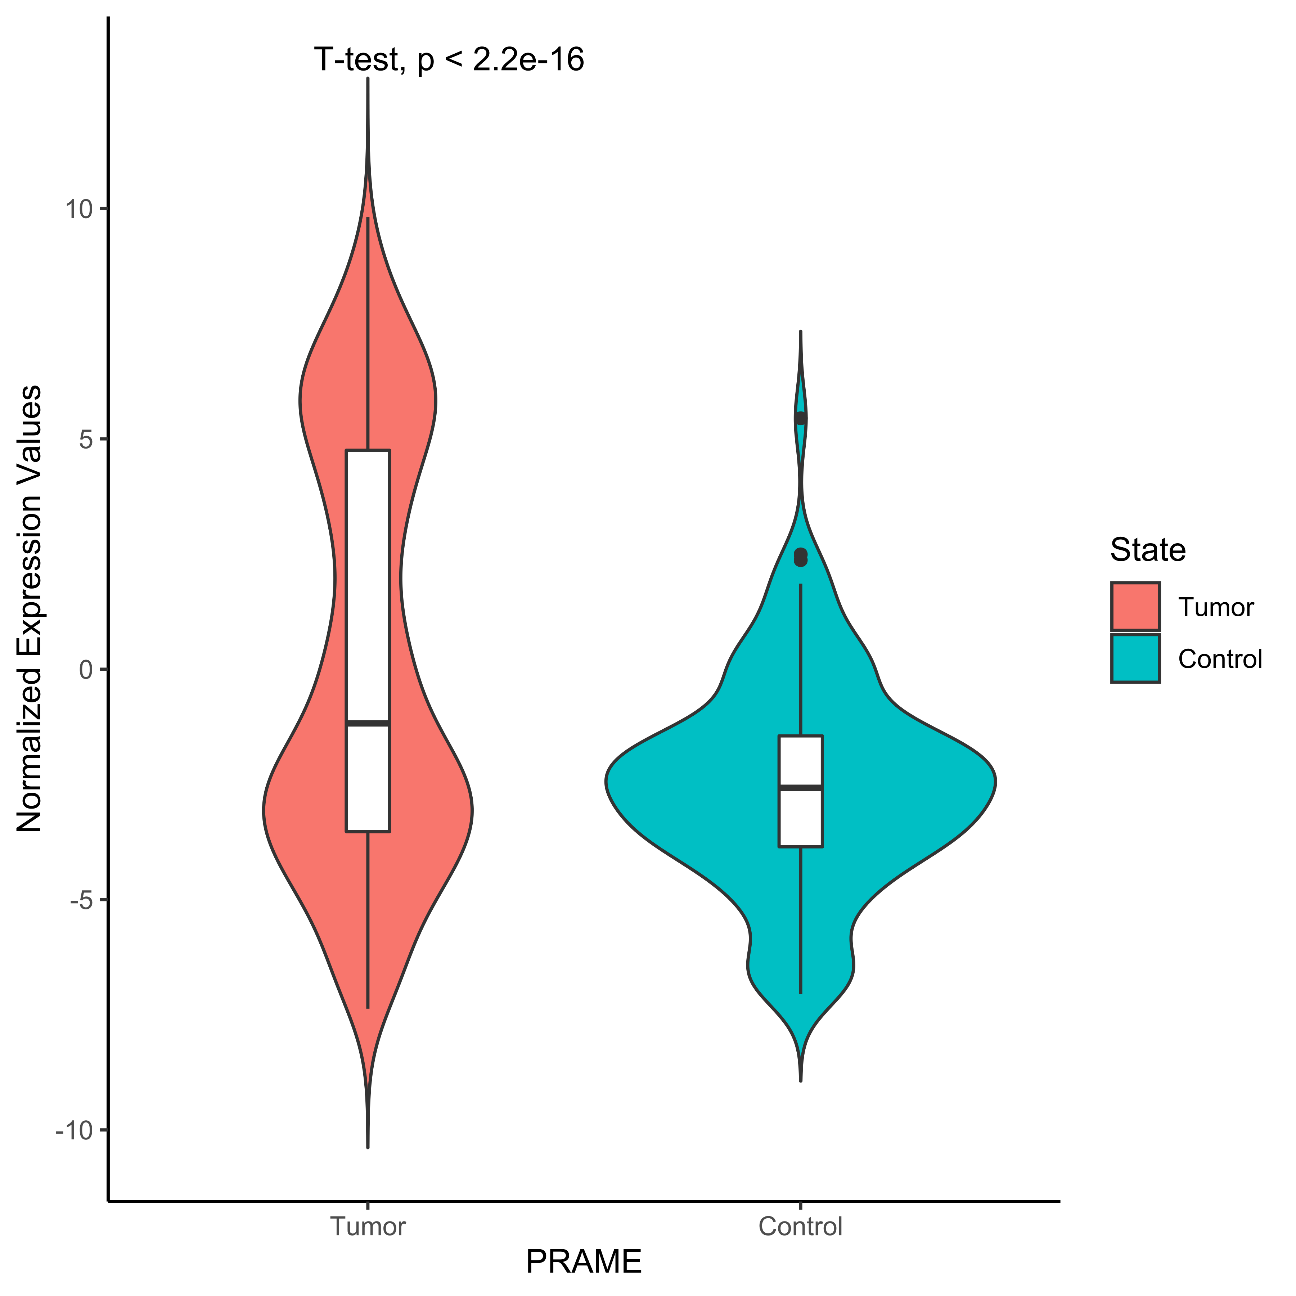 T-test, p < 2.2e-16
Normalized Expression Values
10
5
0
-5
-10
Tumor
Control
PRAME
State
Tumor
Control